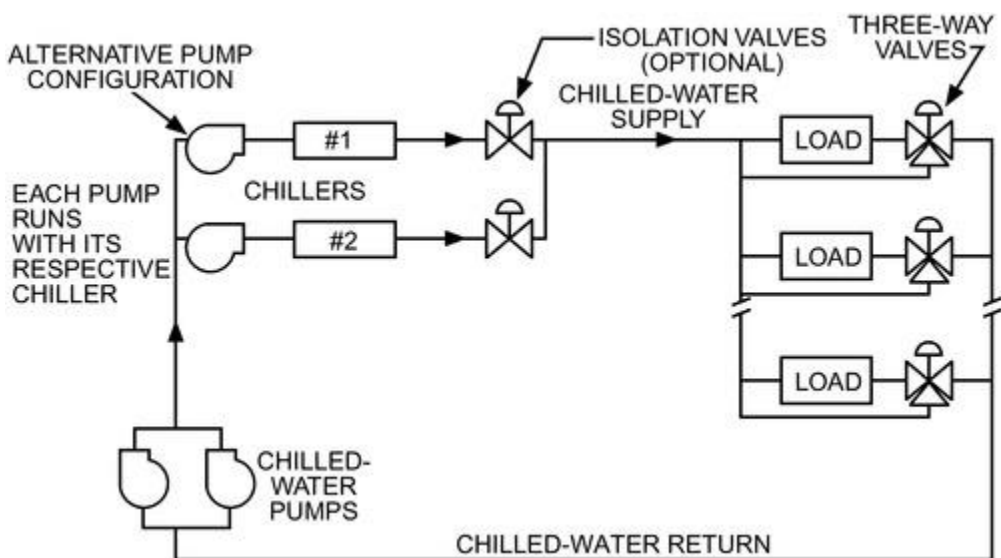 ALTERNATIVE PUMP
CONFIGURATION
ISOLATION VALVES
(OPTIONAL)
THREE-WAY
VALVES
CHILLED-WATER
SUPPLY
#1
LOAD
EACH PUMP
RUNS
WITH ITS
RESPECTIVE
CHILLER
CHILLERS
#2
LOAD
LOAD
CHILLED-
WATER
PUMPS
CHILLED-WATER RETURN